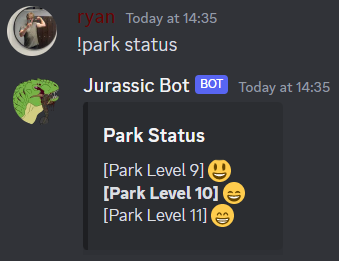 ryan Today at 14:35
!park status
Jurassic Bot BOT Today at 14:35
Park Status
[Park Level 9] 😃
[Park Level 10] 😄
[Park Level 11] 😁